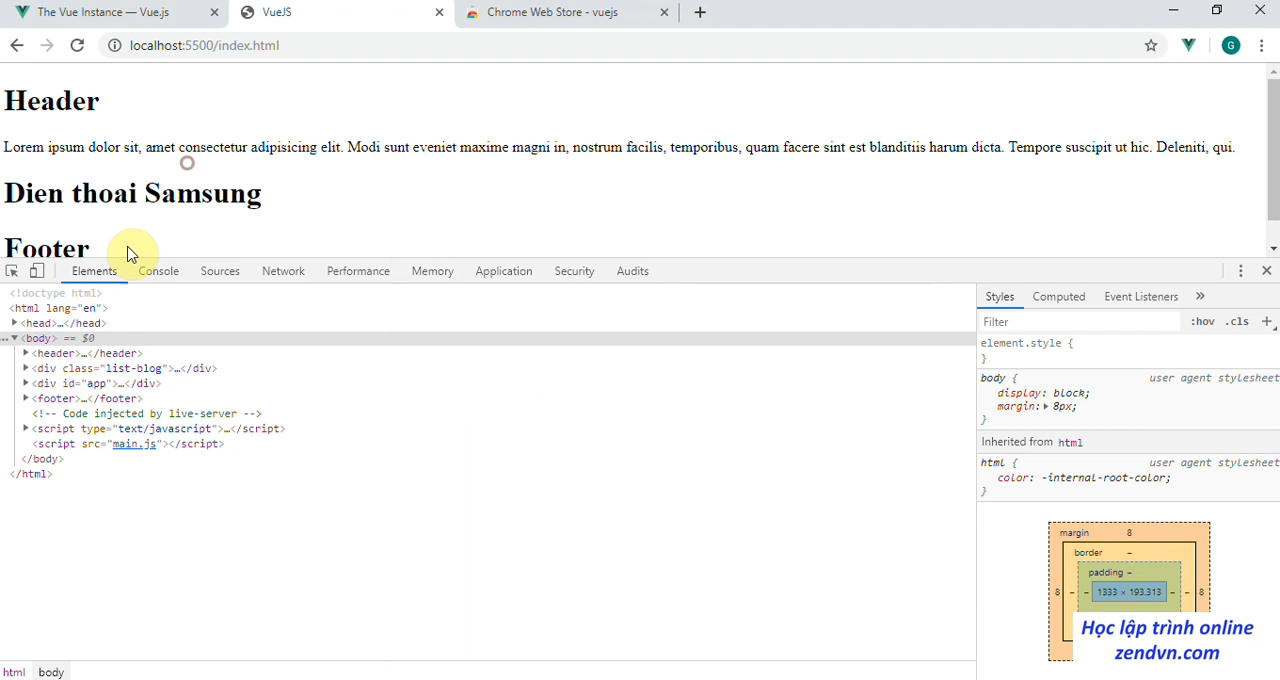 The Vue Instance — Vue.js
VueJS
Chrome Web Store - vuejs
localhost:5500/index.html
G
Header
Lorem ipsum dolor sit, amet consectetur adipisicing elit. Modi sunt eveniet maxime magni in, nostrum facilis, temporibus, quam facere sint est blanditiis harum dicta. Tempore suscipit ut hic. Deleniti, qui.
Dien thoai Samsung
Footer
Elements Console Sources Network Performance Memory Application Security Audits
<!doctype html>
<html lang="en">
<head>…</head>
<body> == $0
<header>…</header>
<div class="list-blog">…</div>
<div id="app">…</div>
<footer>…</footer>
<!-- Code injected by live-server -->
<script type="text/javascript">…</script>
<script src="main.js"></script>
</body>
</html>
html body
Styles Computed Event Listeners »
Filter :hov .cls +
element.style {
}
body { user agent stylesheet
display: block;
margin: 8px;
}
Inherited from html
html { user agent stylesheet
color: -internal-root-color;
}
margin 8
border –
padding –
8 – – 1333 × 193.313 – – 8
Học lập trình online
zendvn.com